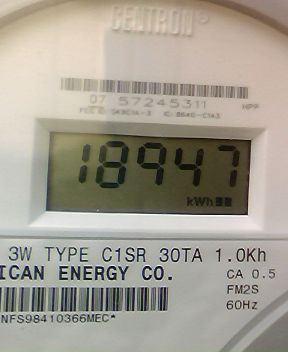 CENTRON®
07 57245311 HPP
18947
kWh
3W TYPE C1SR 30TA 1.0Kh
ICAN ENERGY CO. CA 0.5
FM2S
NFS98410366MEC* 60Hz